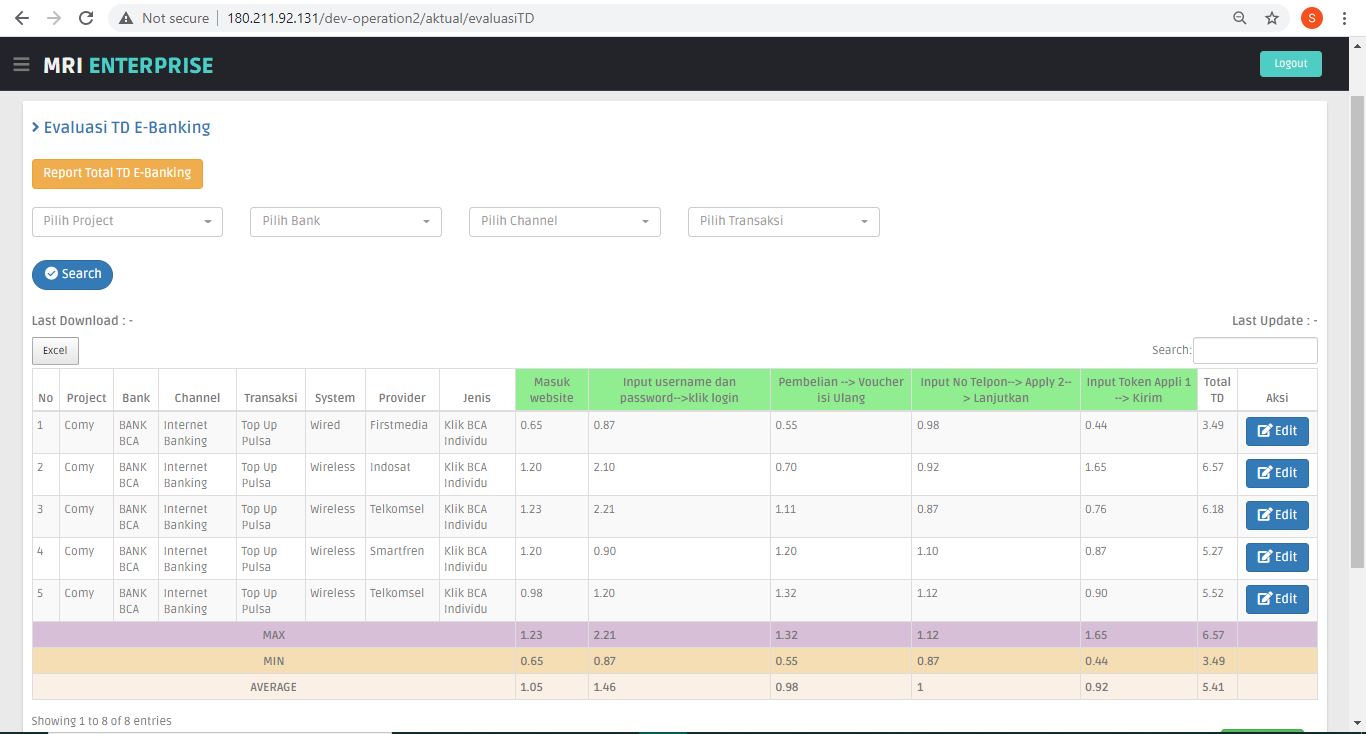 Not secure | 180.211.92.131/dev-operation2/aktual/evaluasiTD S
MRI ENTERPRISE Logout
Evaluasi TD E-Banking
Report Total TD E-Banking
Pilih Project Pilih Bank Pilih Channel Pilih Transaksi
Search
Last Download : - Last Update : -
Excel Search:
No Project Bank Channel Transaksi System Provider Jenis Masuk website Input username dan password-->klik login Pembelian --> Voucher isi Ulang Input No Telpon--> Apply 2--> Lanjutkan Input Token Appli 1 --> Kirim Total TD Aksi
1 Comy BANK BCA Internet Banking Top Up Pulsa Wired Firstmedia Klik BCA Individu 0.65 0.87 0.55 0.98 0.44 3.49 Edit
2 Comy BANK BCA Internet Banking Top Up Pulsa Wireless Indosat Klik BCA Individu 1.20 2.10 0.70 0.92 1.65 6.57 Edit
3 Comy BANK BCA Internet Banking Top Up Pulsa Wireless Telkomsel Klik BCA Individu 1.23 2.21 1.11 0.87 0.76 6.18 Edit
4 Comy BANK BCA Internet Banking Top Up Pulsa Wireless Smartfren Klik BCA Individu 1.20 0.90 1.20 1.10 0.87 5.27 Edit
5 Comy BANK BCA Internet Banking Top Up Pulsa Wireless Telkomsel Klik BCA Individu 0.98 1.20 1.32 1.12 0.90 5.52 Edit
MAX 1.23 2.21 1.32 1.12 1.65 6.57
MIN 0.65 0.87 0.55 0.87 0.44 3.49
AVERAGE 1.05 1.46 0.98 1 0.92 5.41
Showing 1 to 8 of 8 entries